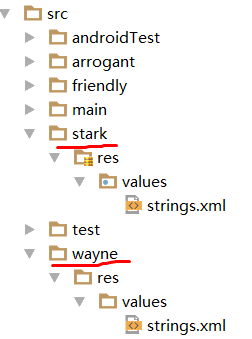 src
androidTest
arrogant
friendly
main
stark
res
values
strings.xml
test
wayne
res
values
strings.xml